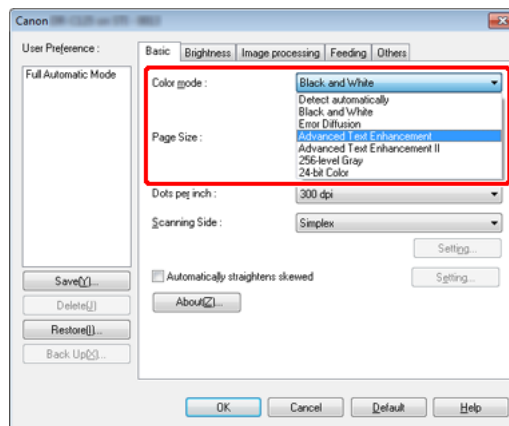 Canon
User Preference :
Full Automatic Mode
Save(Y)...
Delete(J)
Restore(I)...
Back Up(X)...
Basic Brightness Image processing Feeding Others
Color mode : Black and White
Detect automatically
Black and White
Error Diffusion
Advanced Text Enhancement
Advanced Text Enhancement II
256-level Gray
24-bit Color
Page Size :
Dots per inch : 300 dpi
Scanning Side : Simplex
Setting...
Automatically straightens skewed Setting...
About(Z)...
OK Cancel Default Help